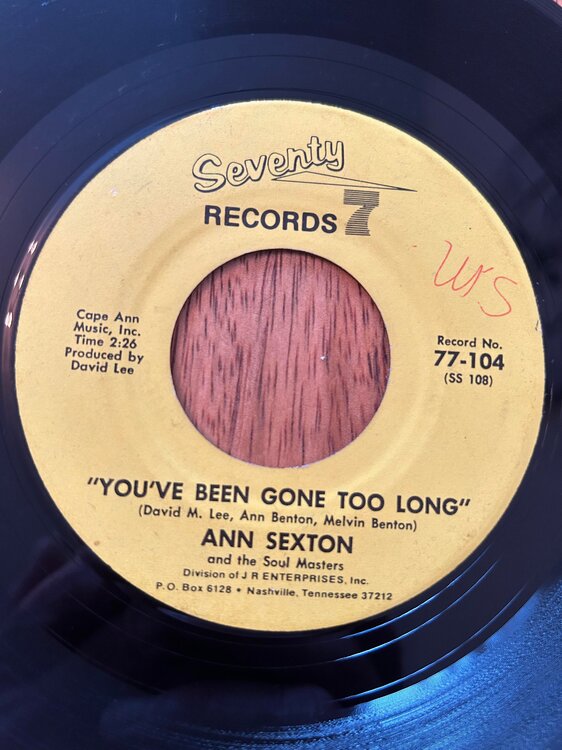 Seventy
RECORDS 7
WS
Cape Ann
Music, Inc.
Time 2:26
Produced by
David Lee
Record No.
77-104
(SS 108)
"YOU'VE BEEN GONE TOO LONG"
(David M. Lee, Ann Benton, Melvin Benton)
ANN SEXTON
and the Soul Masters
Division of J R ENTERPRISES, Inc.
P.O. Box 6128 • Nashville, Tennessee 37212